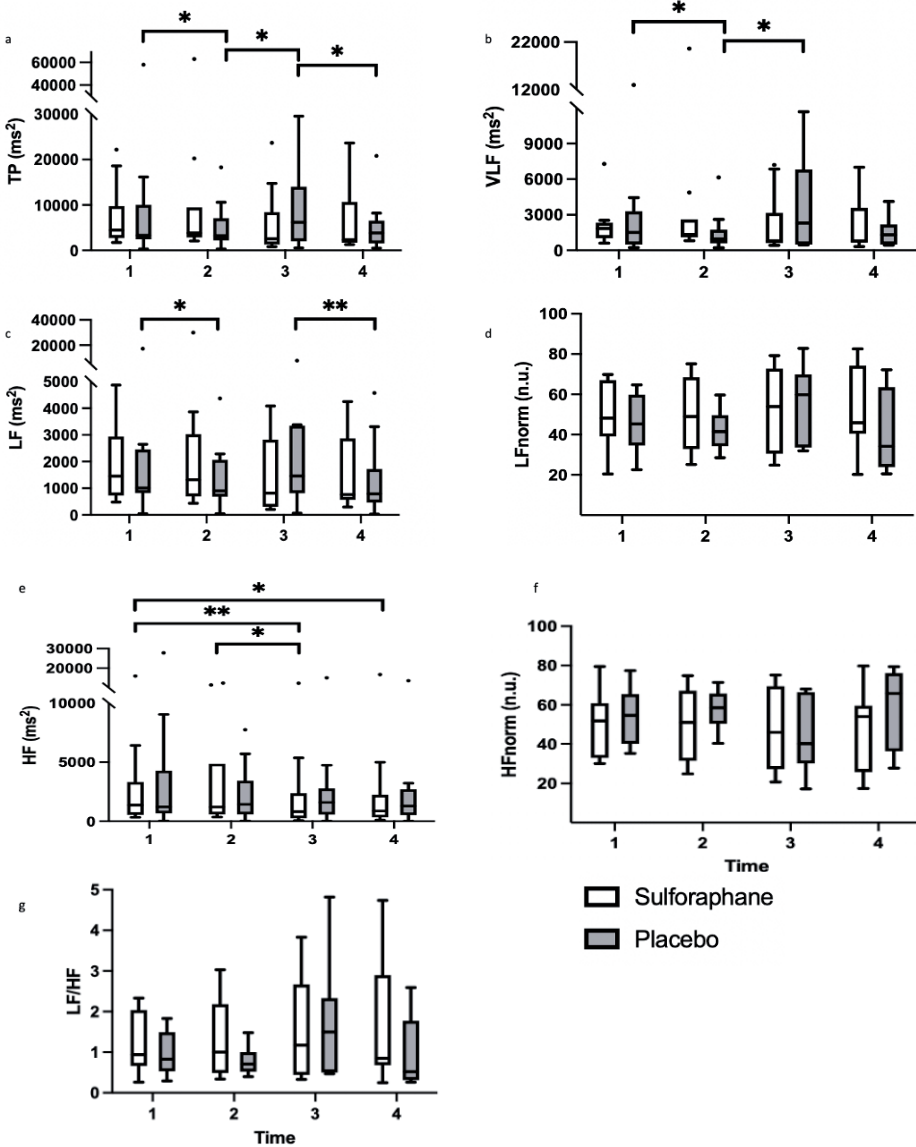 a
TP (ms²)
60000
40000
30000
20000
10000
0
* * *
1 2 3 4
b
VLF (ms²)
22000
12000
9000
6000
3000
0
* *
1 2 3 4
c
LF (ms²)
40000
20000
5000
4000
3000
2000
1000
0
* **
1 2 3 4
d
LFnorm (n.u.)
100
80
60
40
20
1 2 3 4
e
HF (ms²)
30000
20000
10000
5000
0
*
**
*
1 2 3 4
f
HFnorm (n.u.)
100
80
60
40
20
1 2 3 4
Time
Sulforaphane
Placebo
g
LF/HF
5
4
3
2
1
0
1 2 3 4
Time